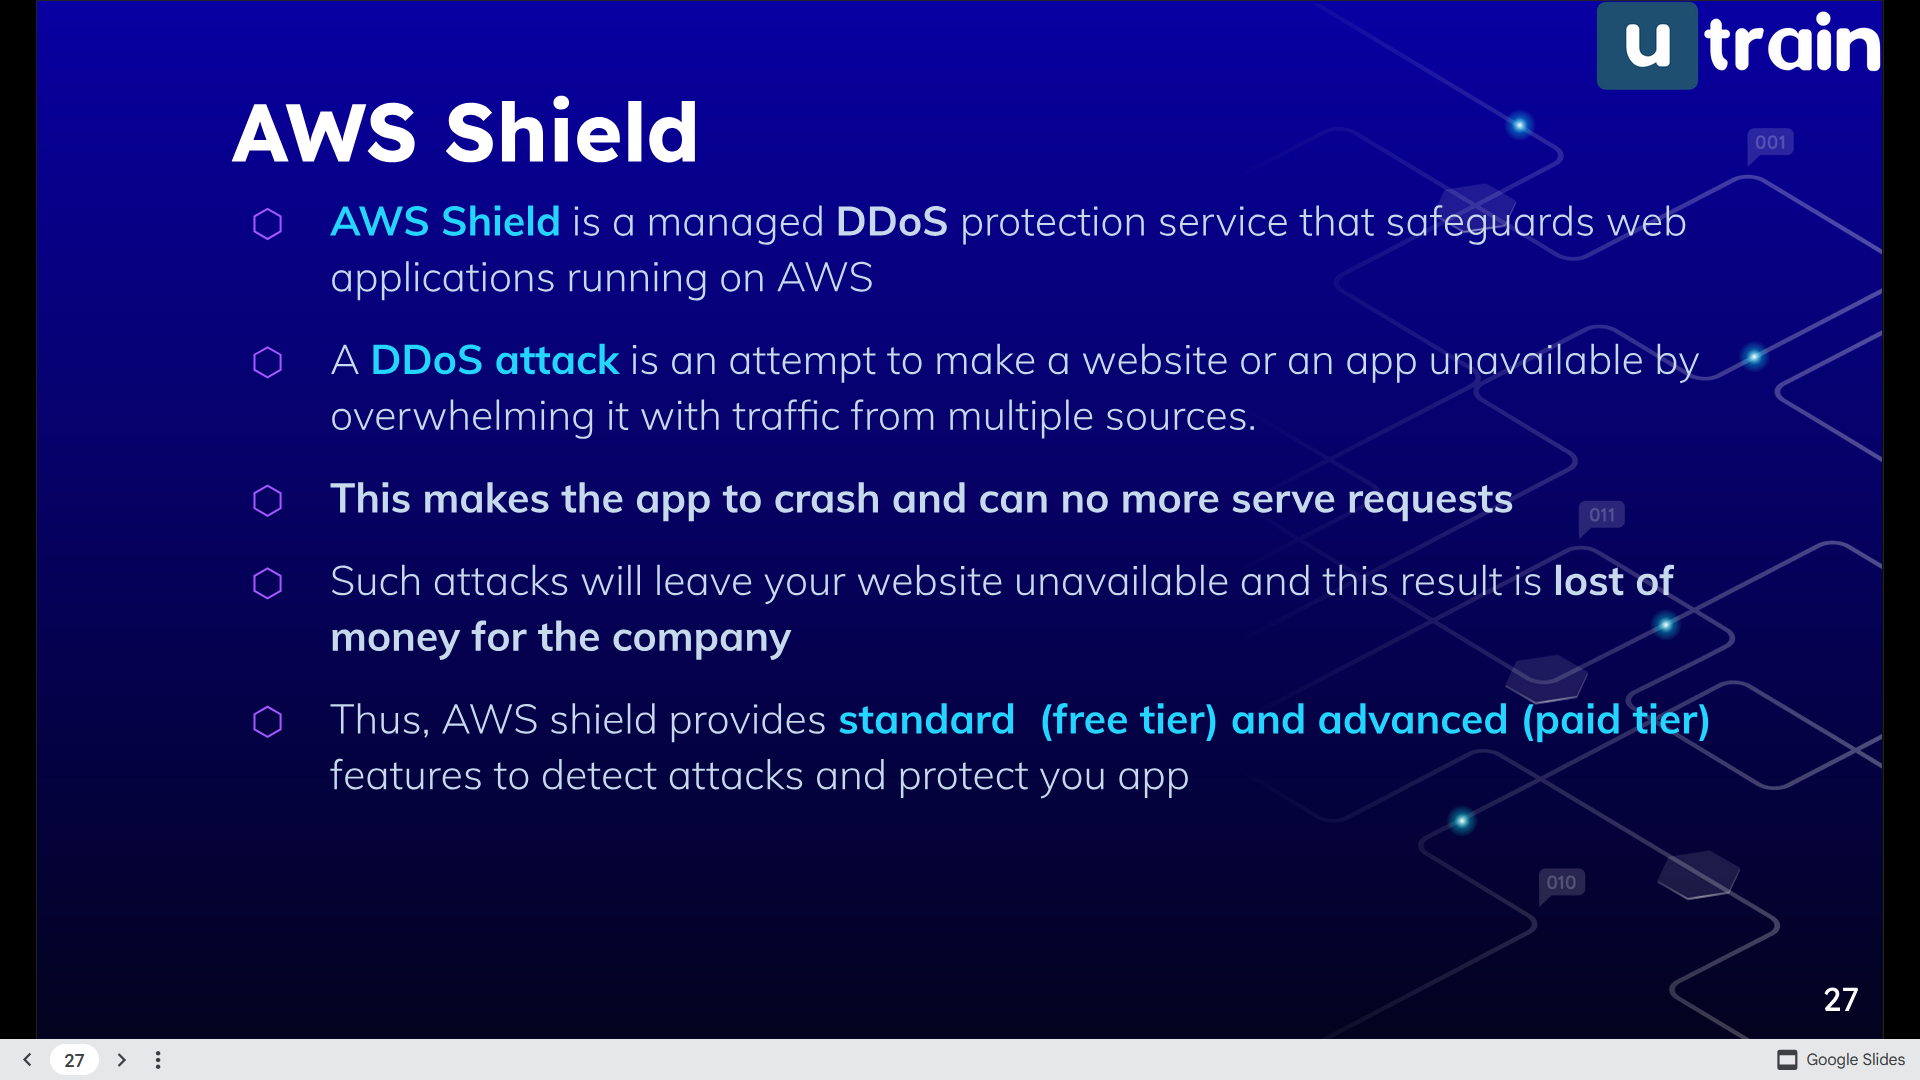 u train
001
AWS Shield
AWS Shield is a managed DDoS protection service that safeguards web
applications running on AWS
A DDoS attack is an attempt to make a website or an app unavailable by
overwhelming it with traffic from multiple sources.
This makes the app to crash and can no more serve requests
011
Such attacks will leave your website unavailable and this result is lost of
money for the company
Thus, AWS shield provides standard (free tier) and advanced (paid tier)
features to detect attacks and protect you app
010
27
27
Google Slides